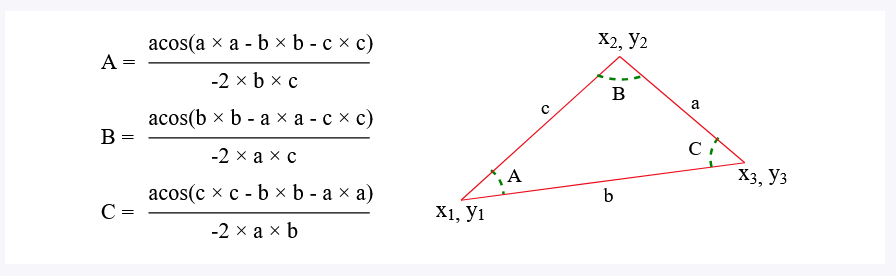 A = acos(a × a - b × b - c × c)
-2 × b × c
B = acos(b × b - a × a - c × c)
-2 × a × c
C = acos(c × c - b × b - a × a)
-2 × a × b
x2, y2
B
c
a
C
A
x3, y3
b
x1, y1